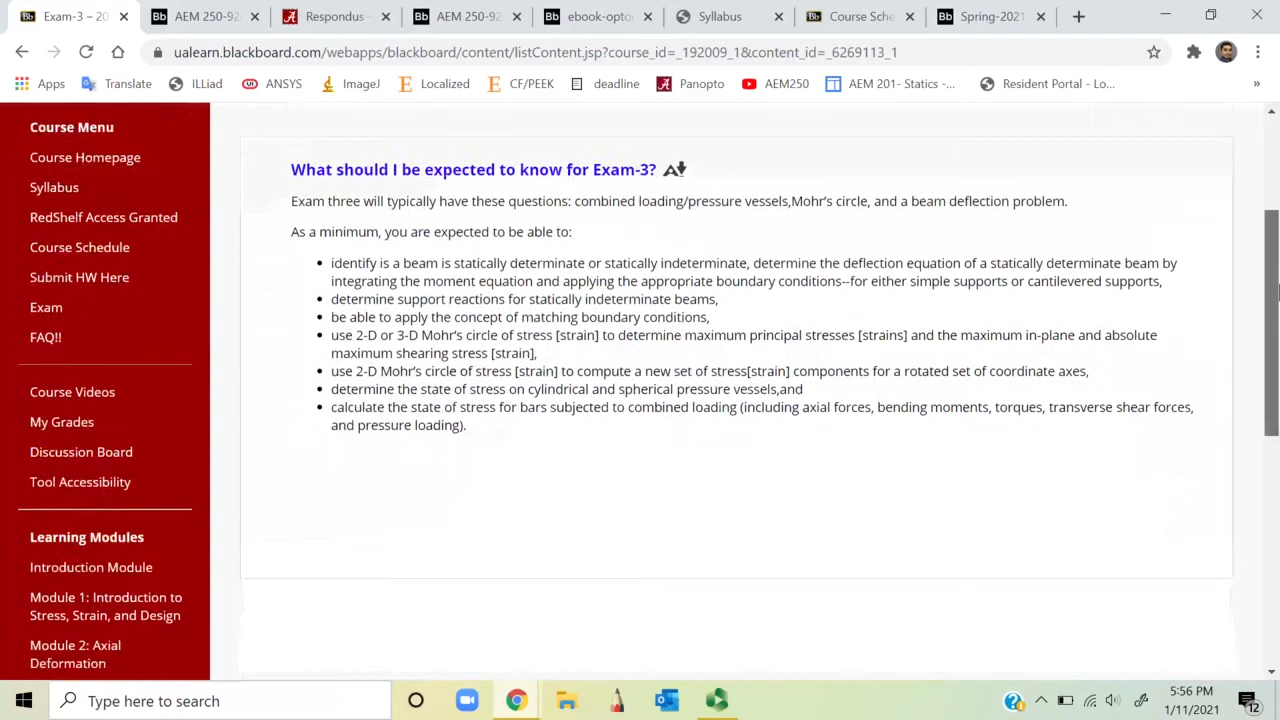 Exam-3 – 20
AEM 250-92
Respondus -
AEM 250-92
ebook-opto
Syllabus
Course Sche
Spring-2021
ualearn.blackboard.com/webapps/blackboard/content/listContent.jsp?course_id=_192009_1&content_id=_6269113_1
Apps
Translate
ILLiad
ANSYS
ImageJ
Localized
CF/PEEK
deadline
Panopto
AEM250
AEM 201- Statics -...
Resident Portal - Lo...
»
Course Menu
Course Homepage
Syllabus
RedShelf Access Granted
Course Schedule
Submit HW Here
Exam
FAQ!!
Course Videos
My Grades
Discussion Board
Tool Accessibility
Learning Modules
Introduction Module
Module 1: Introduction to
Stress, Strain, and Design
Module 2: Axial
Deformation
What should I be expected to know for Exam-3?
Exam three will typically have these questions: combined loading/pressure vessels,Mohr's circle, and a beam deflection problem.
As a minimum, you are expected to be able to:
• identify is a beam is statically determinate or statically indeterminate, determine the deflection equation of a statically determinate beam by
integrating the moment equation and applying the appropriate boundary conditions--for either simple supports or cantilevered supports,
• determine support reactions for statically indeterminate beams,
• be able to apply the concept of matching boundary conditions,
• use 2-D or 3-D Mohr's circle of stress [strain] to determine maximum principal stresses [strains] and the maximum in-plane and absolute
maximum shearing stress [strain],
• use 2-D Mohr's circle of stress [strain] to compute a new set of stress[strain] components for a rotated set of coordinate axes,
• determine the state of stress on cylindrical and spherical pressure vessels,and
• calculate the state of stress for bars subjected to combined loading (including axial forces, bending moments, torques, transverse shear forces,
and pressure loading).
Type here to search
5:56 PM
1/11/2021
12